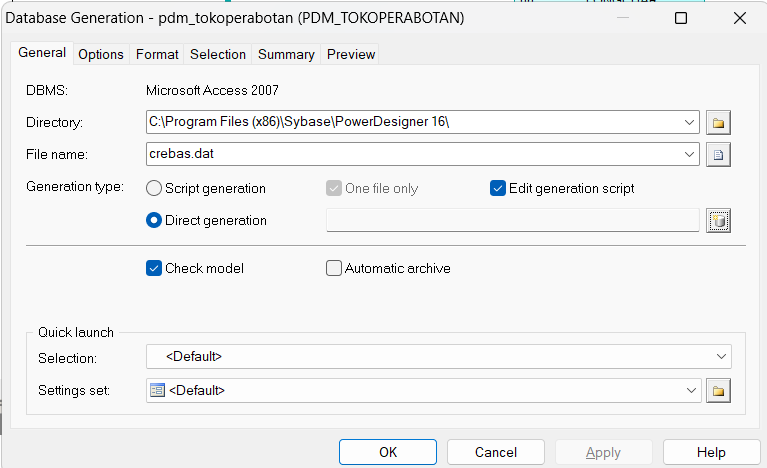 Database Generation - pdm_tokoperabotan (PDM_TOKOPERABOTAN)
General Options Format Selection Summary Preview
DBMS: Microsoft Access 2007
Directory: C:\Program Files (x86)\Sybase\PowerDesigner 16\
File name: crebas.dat
Generation type: Script generation One file only Edit generation script
Direct generation
Check model Automatic archive
Quick launch
Selection: <Default>
Settings set: <Default>
OK Cancel Apply Help